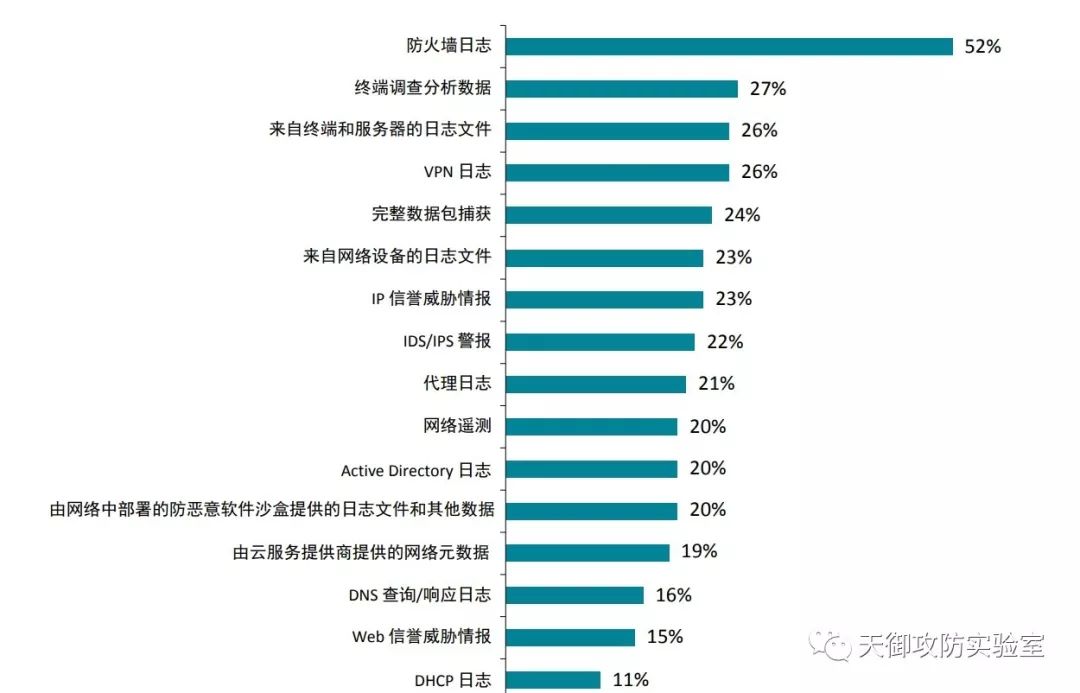 防火墙日志 52%
终端调查分析数据 27%
来自终端和服务器的日志文件 26%
VPN 日志 26%
完整数据包捕获 24%
来自网络设备的日志文件 23%
IP 信誉威胁情报 23%
IDS/IPS 警报 22%
代理日志 21%
网络遥测 20%
Active Directory 日志 20%
由网络中部署的防恶意软件沙盒提供的日志文件和其他数据 20%
由云服务提供商提供的网络元数据 19%
DNS 查询/响应日志 16%
Web 信誉威胁情报 15%
天御攻防实验室
DHCP 日志 11%